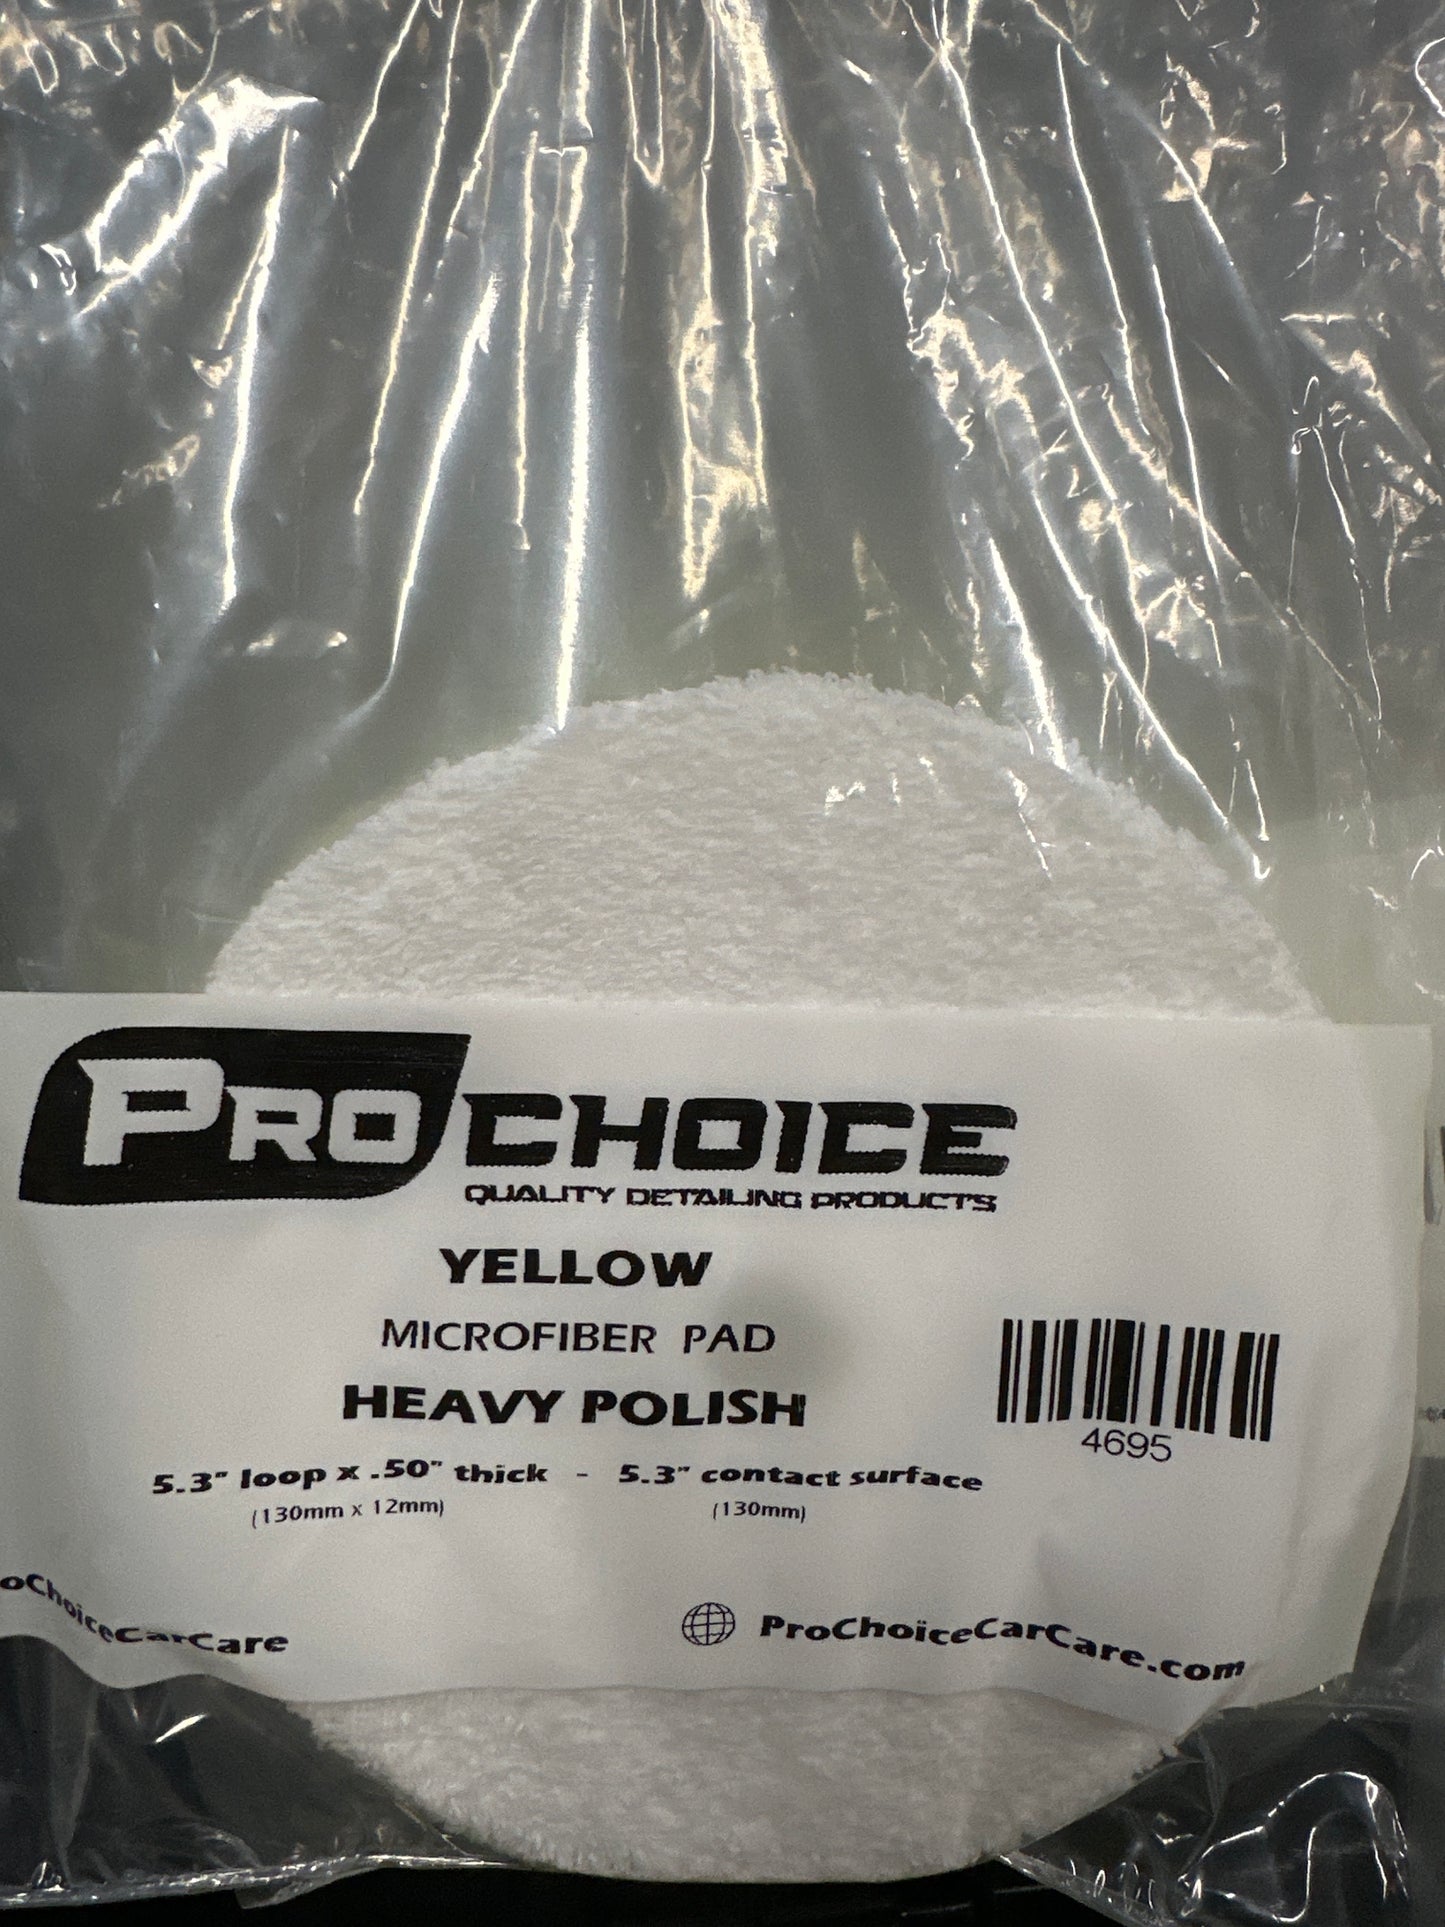 PROCHOICE
QUALITY DETAILING PRODUCTS
YELLOW
MICROFIBER PAD
HEAVY POLISH
4695
5.3" loop x .50" thick - 5.3" contact surface
(130mm x 12mm) (130mm)
oChoiceCarCare
ProChoiceCarCare.com